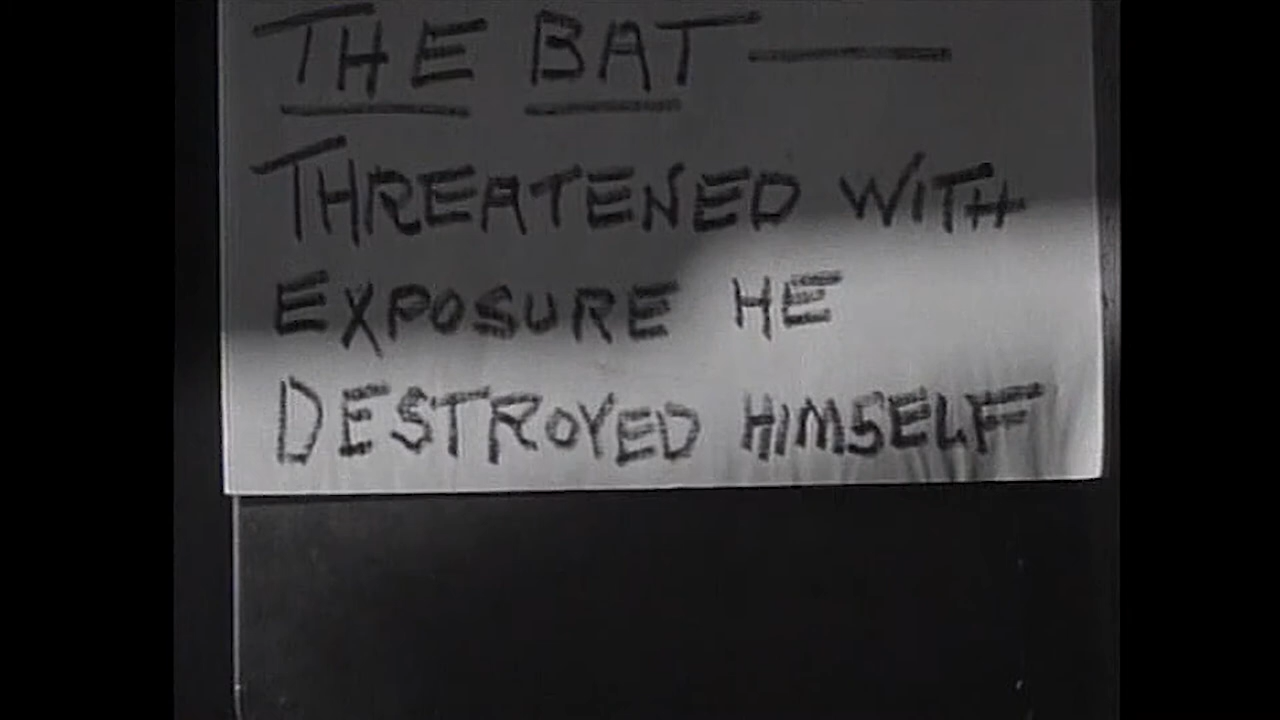 THE BAT —
THREATENED WITH
EXPOSURE HE
DESTROYED HIMSELF